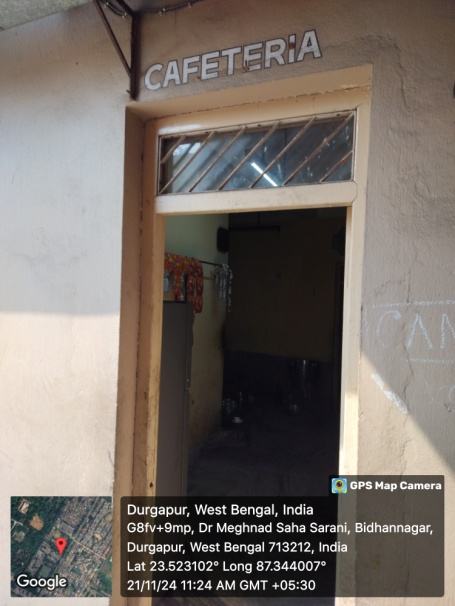 CAFETERIA
CAN
GPS Map Camera
Durgapur, West Bengal, India
G8fv+9mp, Dr Meghnad Saha Sarani, Bidhannagar,
Durgapur, West Bengal 713212, India
Lat 23.523102° Long 87.344007°
21/11/24 11:24 AM GMT +05:30
Google